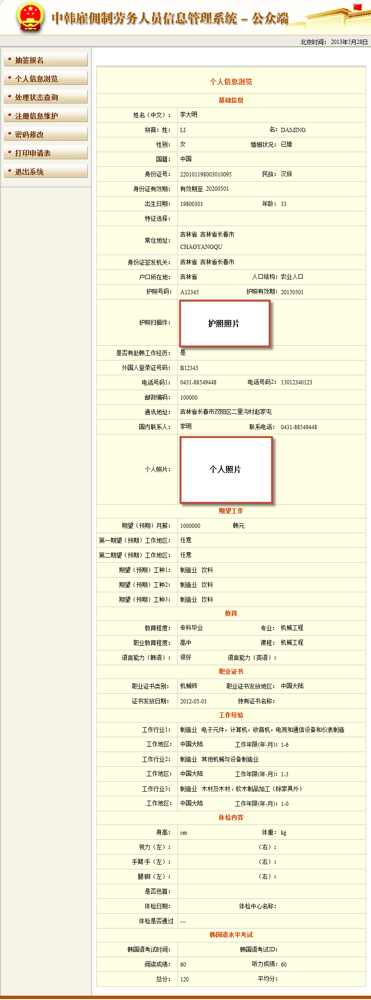 中韩雇佣制劳务人员信息管理系统 - 公众端
北京时间： 2013年5月28日
抽签报名
个人信息浏览
处理状态查询
注册信息维护
密码修改
打印申请表
退出系统
个人信息浏览
基础信息
姓名（中文）： 李大明
拼音：姓： LI 名： DAMING
性别： 女 婚姻状况： 已婚
国籍： 中国
身份证号： 220101198003010095 民族： 汉族
身份证有效期： 有效期至 20200501
出生日期： 19800301 年龄： 33
特征选择：
常住地址： 吉林省 吉林省长春市
CHAOYANGQU
身份证签发机关： 吉林省 吉林省长春市
户口所在地： 吉林省 人口结构： 农业人口
护照号码： A12345 护照有效期： 20150501
护照扫描件： 护照照片
是否有赴韩工作经历： 是
外国人登录证号码： B12345
电话号码1： 0431-88549448 电话号码2： 13012340123
邮政编码： 100000
通讯地址： 吉林省长春市双阳区二里沟村赵家屯
国内联系人： 李明 联系电话： 0431-88549448
个人照片： 个人照片
期望工作
期望（预期）月薪： 1000000 韩元
第一期望（预期）工作地区： 任意
第二期望（预期）工作地区： 任意
期望（预期）工种1： 制造业 饮料
期望（预期）工种2： 制造业 饮料
期望（预期）工种3： 制造业 饮料
教育
教育程度： 专科毕业 专业： 机械工程
职业教育程度： 高中 课程： 机械工程
语言能力（韩语）： 很好 语言能力（英语）：
职业证书
职业证书类别： 机械师 职业证书发放地区： 中国大陆
证书发放日期： 2012-05-01 持有证书名称：
工作经验
工作行业1： 制造业 电子元件，计算机，收音机，电视和通信设备和仪表制造
工作地区： 中国大陆 工作年限(年-月)： 1-6
工作行业2： 制造业 其他机械与设备制造业
工作地区： 中国大陆 工作年限(年-月)： 1-3
工作行业3： 制造业 木材及木材、软木制品加工（除家具外）
工作地区： 中国大陆 工作年限(年-月)： 1-0
体检内容
身高： cm 体重： kg
视力（左）： （右）：
手臂/手（左）： （右）：
腿/脚（左）： （右）：
是否色盲：
体检日期： 体检中心名称：
体检是否通过 ---
韩国语水平考试
韩国语考试时间： 韩国语考试ID：
阅读成绩： 60 听力成绩： 60
总分： 120 平均分：